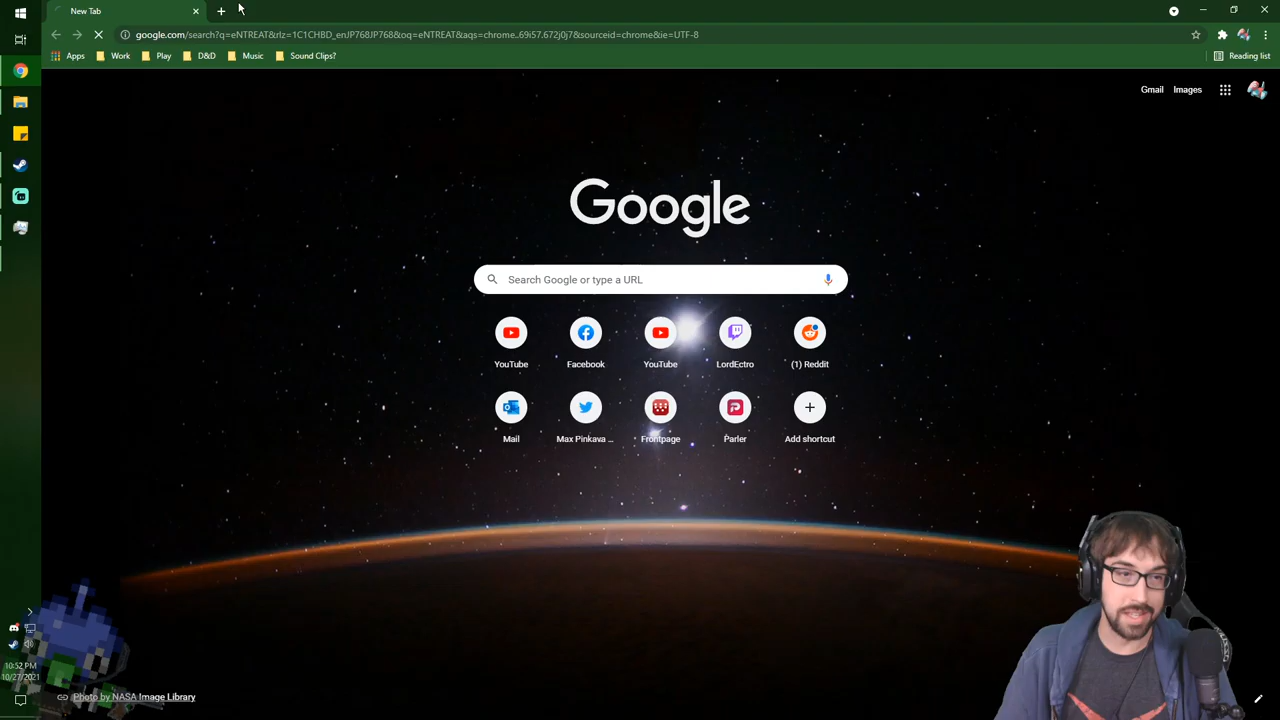 New Tab
google.com/search?q=eNTREAT&rlz=1C1CHBD_enJP768JP768&oq=eNTREAT&aqs=chrome..69i57.672j0j7&sourceid=chrome&ie=UTF-8
Apps Work Play D&D Music Sound Clips? Reading list
Gmail Images
Google
Search Google or type a URL
YouTube Facebook YouTube LordEctro (1) Reddit
Mail Max Pinkava ... Frontpage Parler Add shortcut
10:52 PM
10/27/2021
Photo by NASA Image Library